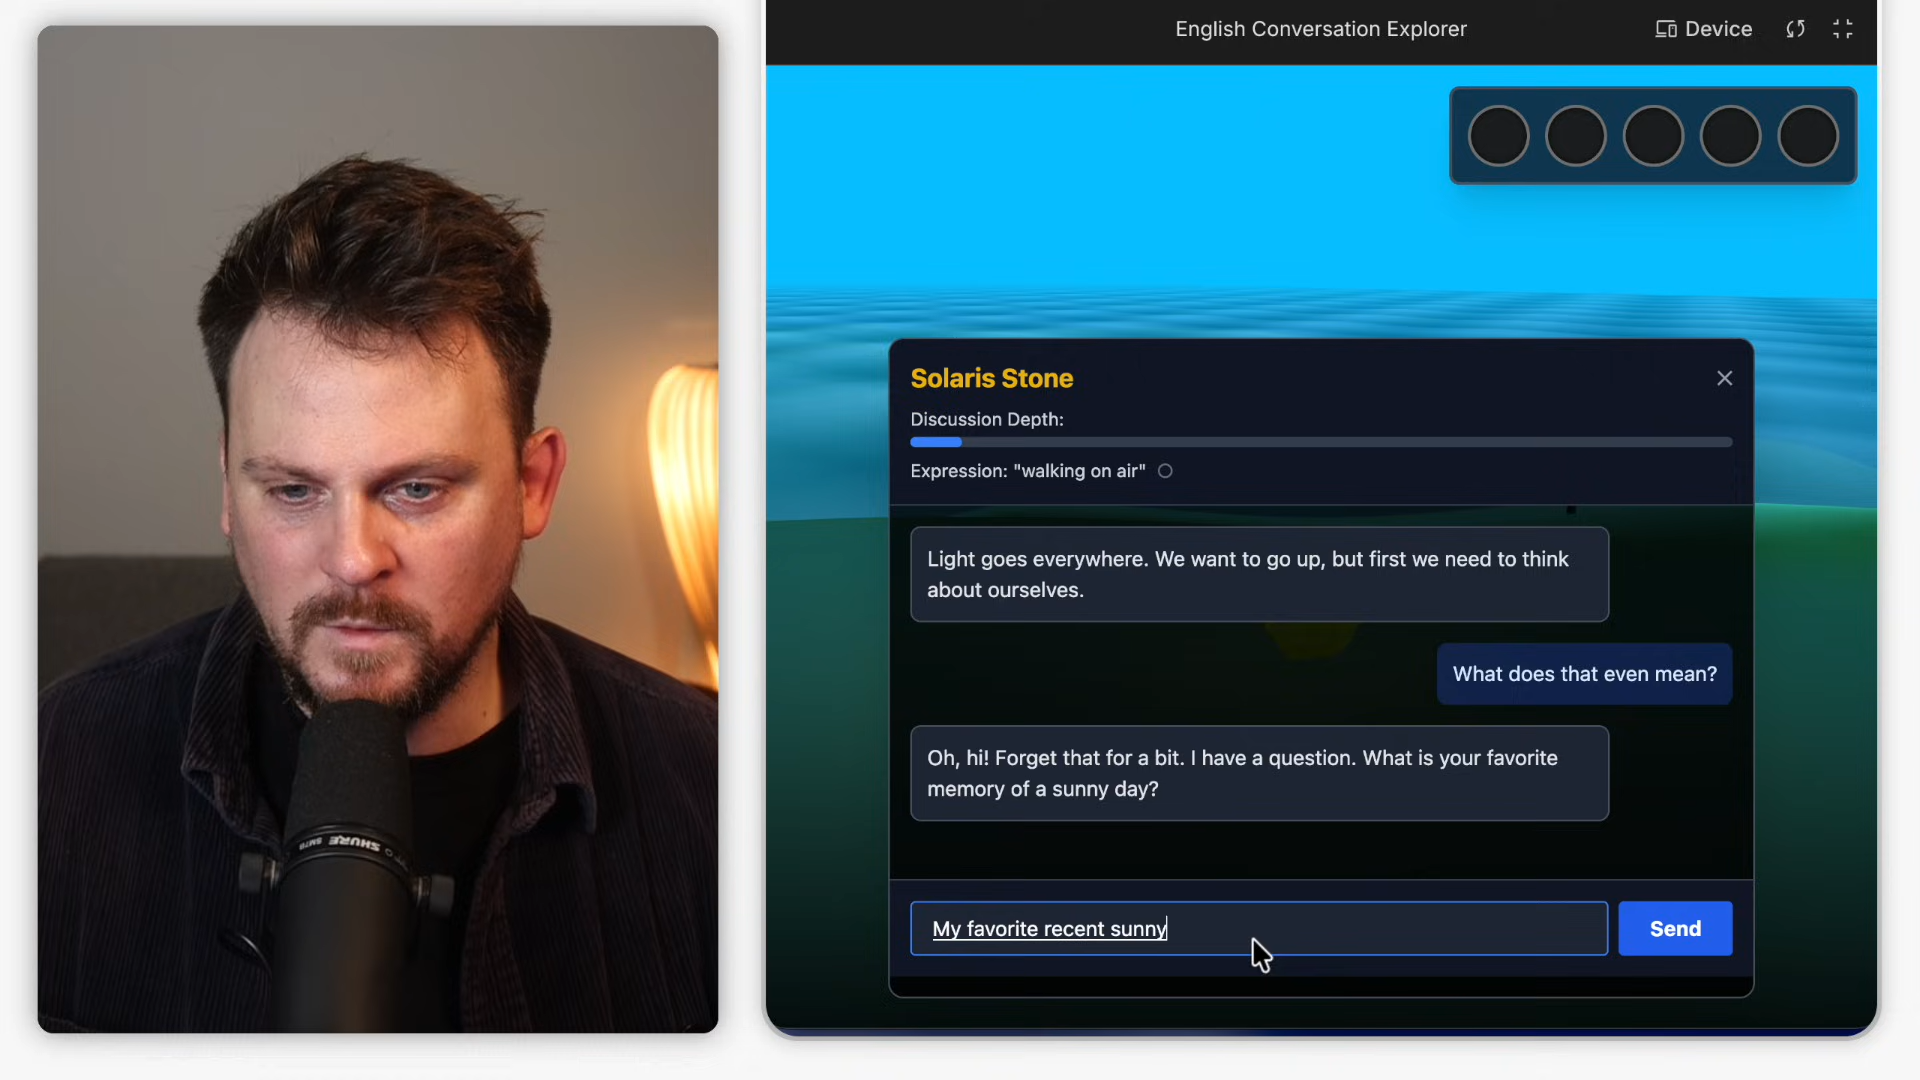 English Conversation Explorer
Device
Solaris Stone
Discussion Depth:
Expression: "walking on air"
Light goes everywhere. We want to go up, but first we need to think
about ourselves.
What does that even mean?
Oh, hi! Forget that for a bit. I have a question. What is your favorite
memory of a sunny day?
My favorite recent sunny
Send
SHURE
SM7B